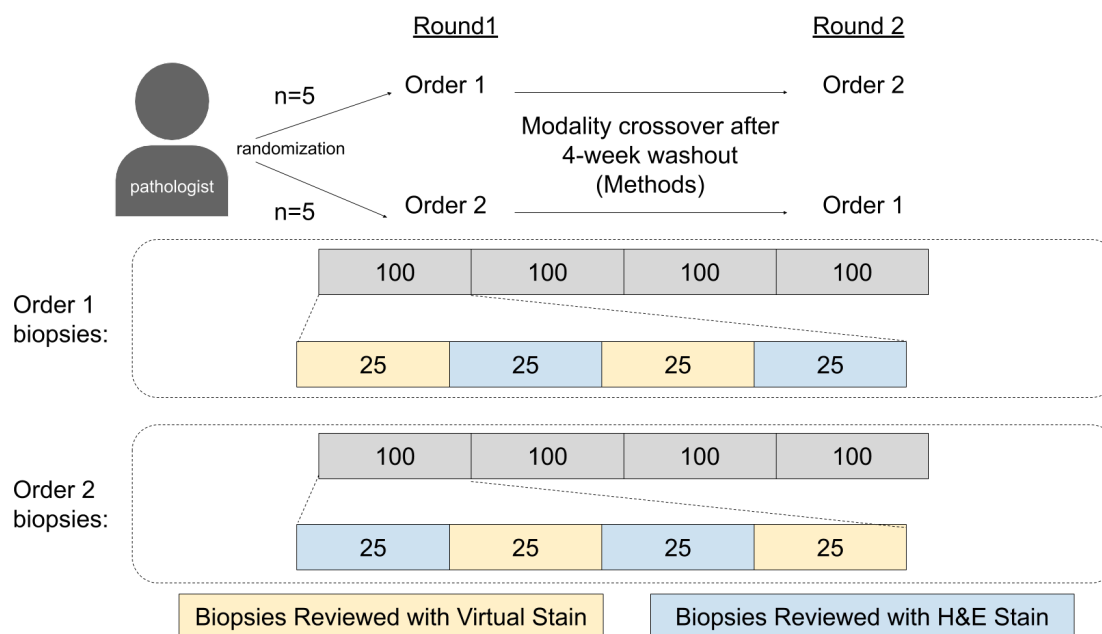 Round1
Round 2
n=5
Order 1
Order 2
randomization
Modality crossover after
4-week washout
(Methods)
pathologist
n=5
Order 2
Order 1
Order 1
biopsies:
100 100 100 100
25 25 25 25
Order 2
biopsies:
100 100 100 100
25 25 25 25
Biopsies Reviewed with Virtual Stain
Biopsies Reviewed with H&E Stain